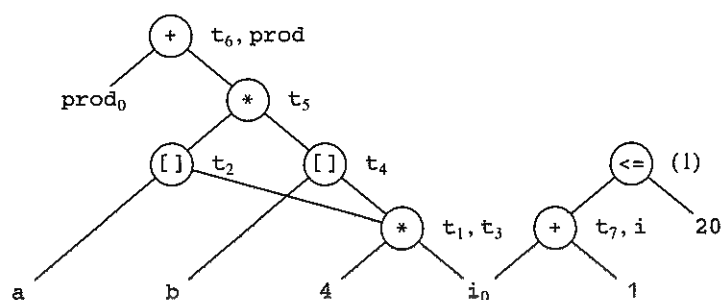 + t₆, prod
prod₀ * t₅
[] t₂ [] t₄ <= (1)
* t₁, t₃ + t₇, i 20
a b 4 i₀ 1